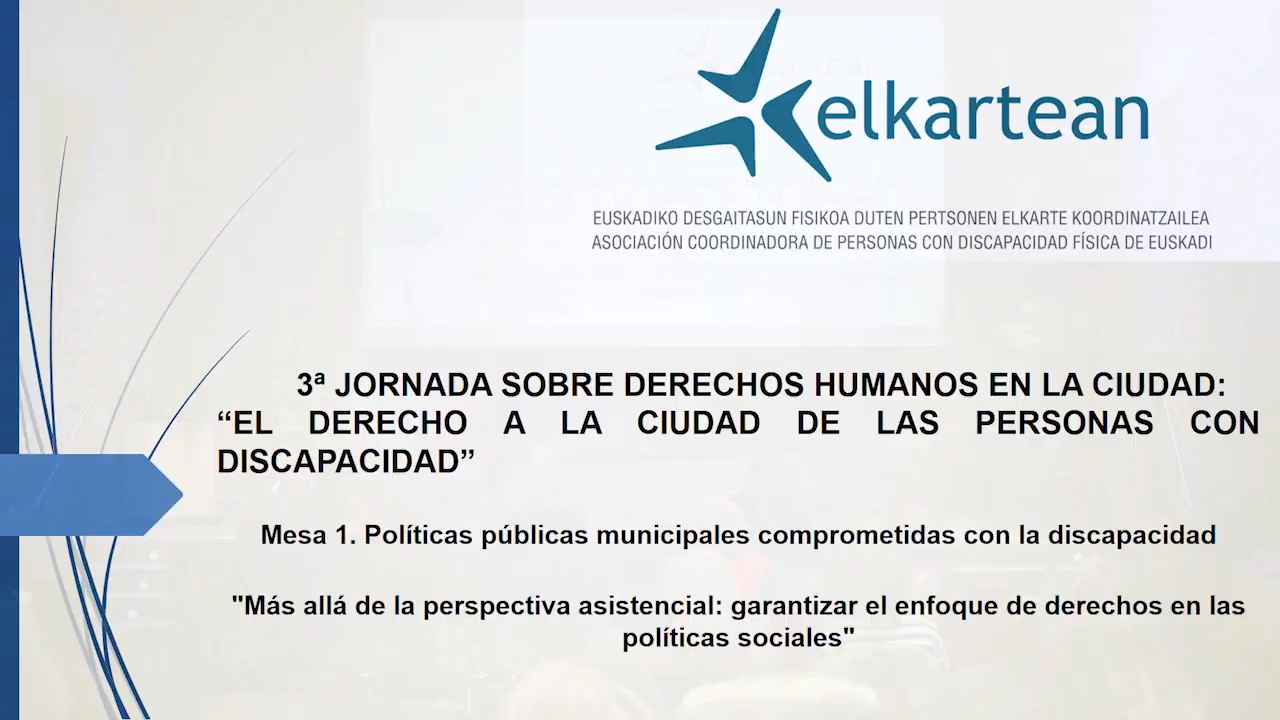 elkartean
EUSKADIKO DESGAITASUN FISIKOA DUTEN PERTSONEN ELKARTE KOORDINATZAILEA
ASOCIACIÓN COORDINADORA DE PERSONAS CON DISCAPACIDAD FÍSICA DE EUSKADI
3ª JORNADA SOBRE DERECHOS HUMANOS EN LA CIUDAD:
“EL DERECHO A LA CIUDAD DE LAS PERSONAS CON
DISCAPACIDAD”
Mesa 1. Políticas públicas municipales comprometidas con la discapacidad
"Más allá de la perspectiva asistencial: garantizar el enfoque de derechos en las
políticas sociales"